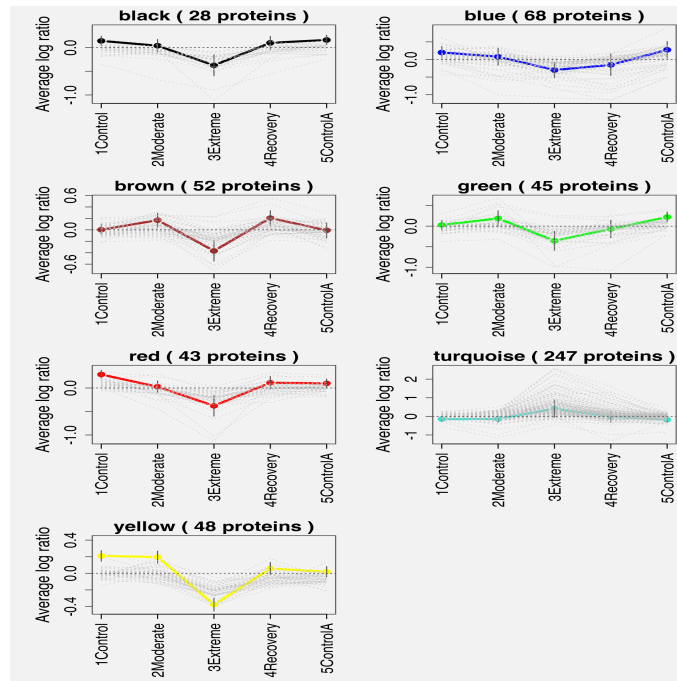 black ( 28 proteins )
Average log ratio
0.0
-1.0
1Control
2Moderate
3Extreme
4Recovery
5ControlA
blue ( 68 proteins )
Average log ratio
0.0
-1.0
1Control
2Moderate
3Extreme
4Recovery
5ControlA
brown ( 52 proteins )
Average log ratio
0.6
0.0
-0.6
1Control
2Moderate
3Extreme
4Recovery
5ControlA
green ( 45 proteins )
Average log ratio
0.0
-1.0
1Control
2Moderate
3Extreme
4Recovery
5ControlA
red ( 43 proteins )
Average log ratio
0.0
-1.0
1Control
2Moderate
3Extreme
4Recovery
5ControlA
turquoise ( 247 proteins )
Average log ratio
2
1
0
-1
1Control
2Moderate
3Extreme
4Recovery
5ControlA
yellow ( 48 proteins )
Average log ratio
0.4
0.0
-0.4
1Control
2Moderate
3Extreme
4Recovery
5ControlA